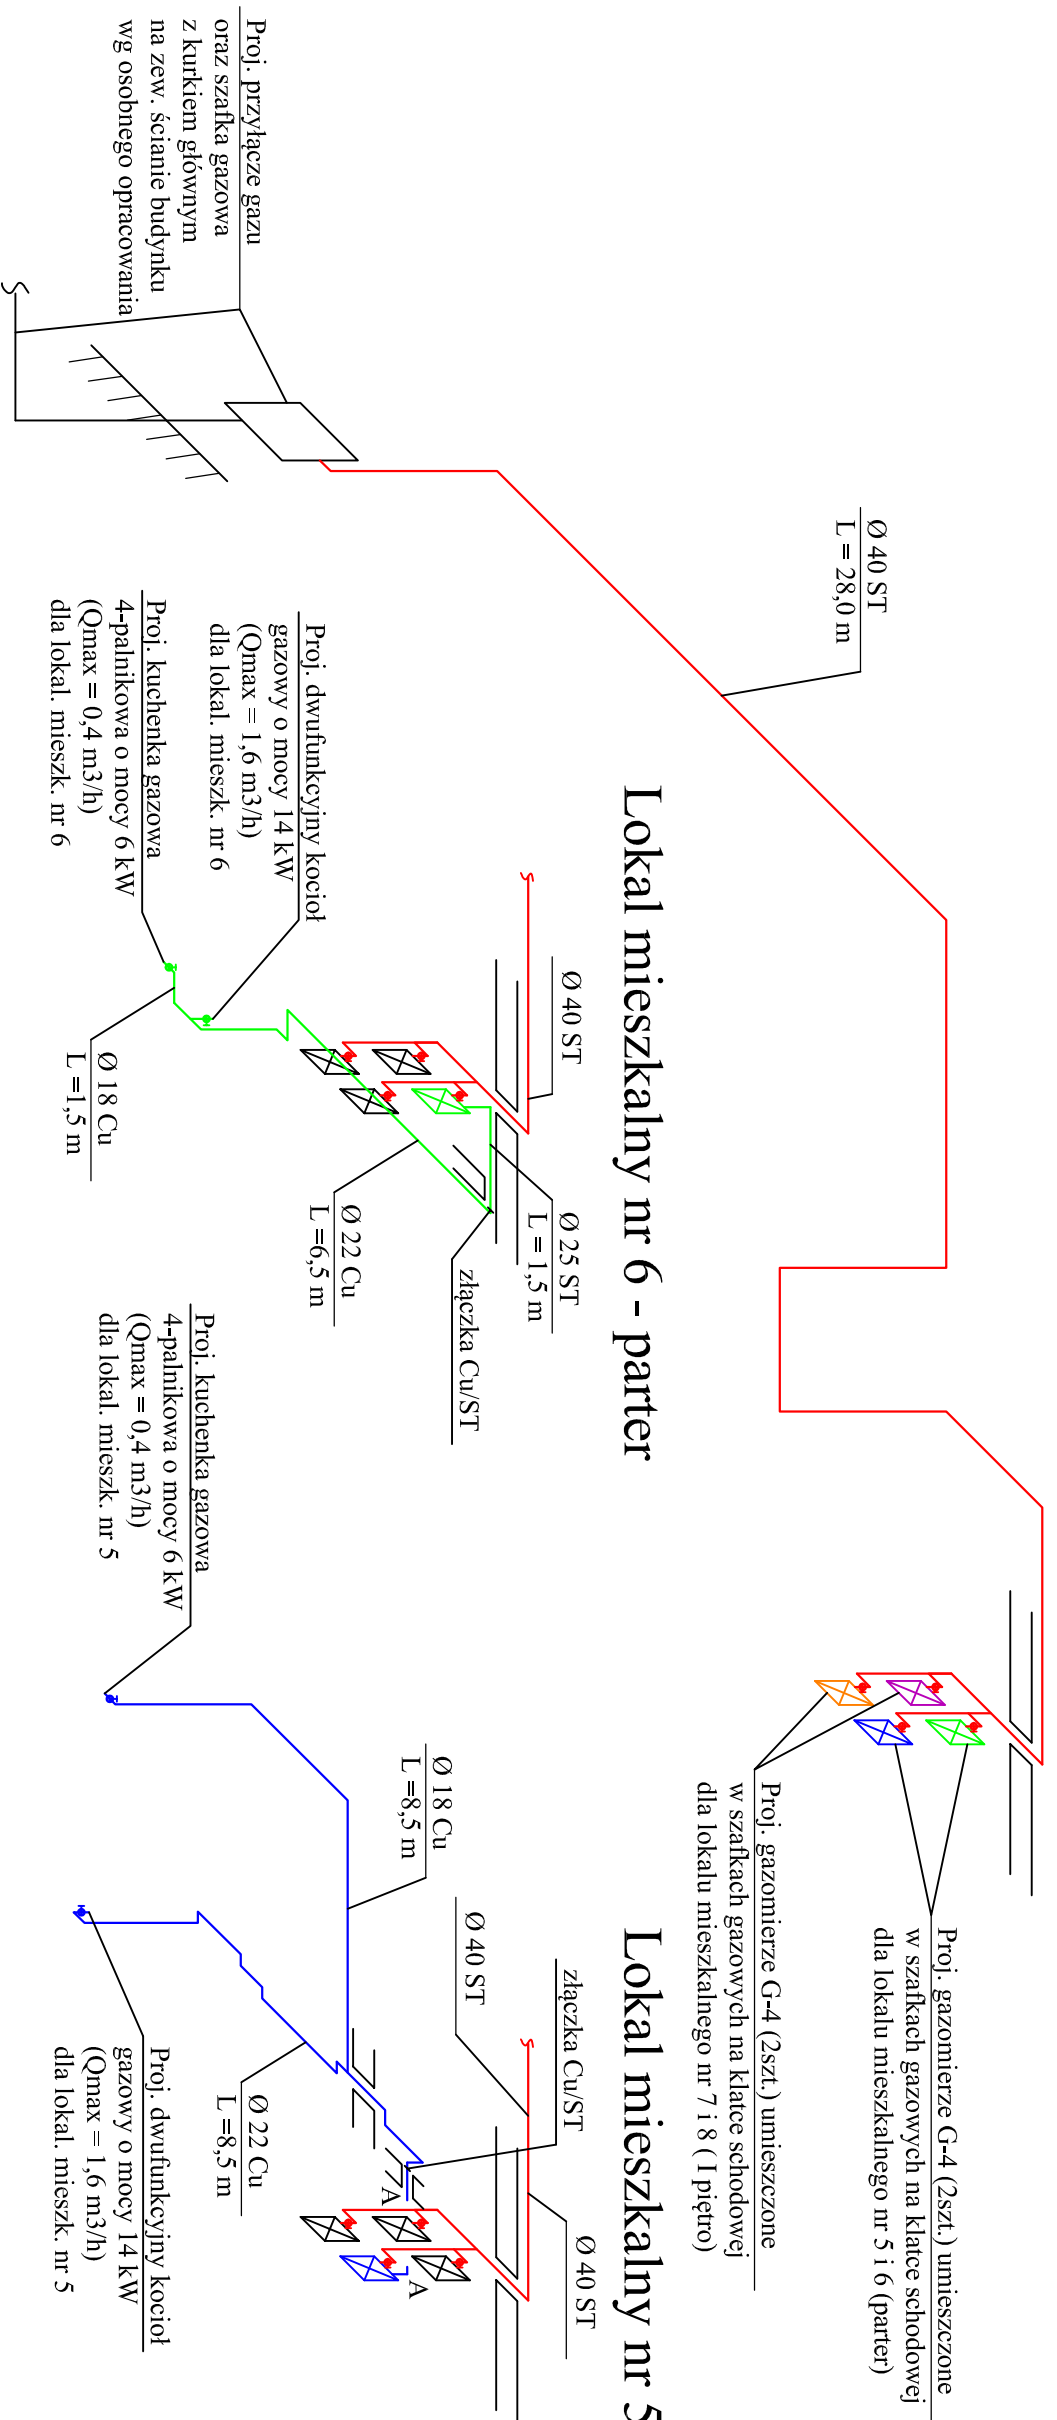 Proj. przyłącze gazu
oraz szafka gazowa
z kurkiem głównym
na zew. ścianie budynku
wg osobnego opracowania
Ø 40 ST
L = 28,0 m
Proj. gazomierze G-4 (2szt.) umieszczone
w szafkach gazowych na klatce schodowej
dla lokalu mieszkalnego nr 5 i 6 (parter)
Proj. gazomierze G-4 (2szt.) umieszczone
w szafkach gazowych na klatce schodowej
dla lokalu mieszkalnego nr 7 i 8 ( I piętro)
Lokal mieszkalny nr 6 - parter
Ø 40 ST
Ø 25 ST
L = 1,5 m
złączka Cu/ST
Ø 22 Cu
L =6,5 m
Proj. dwufunkcyjny kocioł
gazowy o mocy 14 kW
(Qmax = 1,6 m3/h)
dla lokal. mieszk. nr 6
Proj. kuchenka gazowa
4-palnikowa o mocy 6 kW
(Qmax = 0,4 m3/h)
dla lokal. mieszk. nr 6
Ø 18 Cu
L =1,5 m
Lokal mieszkalny nr 5
złączka Cu/ST
Ø 40 ST
Ø 40 ST
A
A
Ø 18 Cu
L =8,5 m
Proj. kuchenka gazowa
4-palnikowa o mocy 6 kW
(Qmax = 0,4 m3/h)
dla lokal. mieszk. nr 5
Ø 22 Cu
L =8,5 m
Proj. dwufunkcyjny kocioł
gazowy o mocy 14 kW
(Qmax = 1,6 m3/h)
dla lokal. mieszk. nr 5